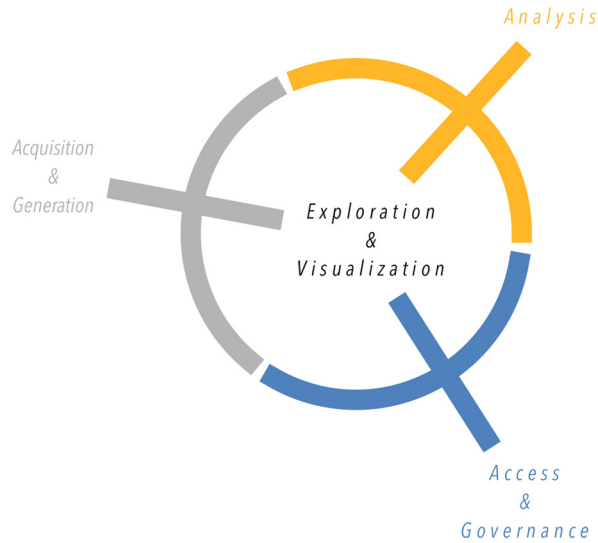 Analysis
Acquisition
&
Generation
Exploration
&
Visualization
Access
&
Governance